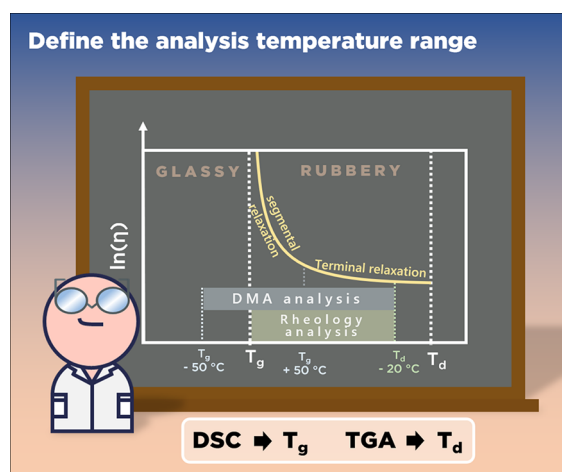 Define the analysis temperature range
GLASSY RUBBERY
segmental
relaxation
Terminal relaxation
ln(η)
DMA analysis
Rheology
analysis
Tg - 50 °C
Tg
Tg + 50 °C
Td - 20 °C
Td
DSC → Tg TGA → Td